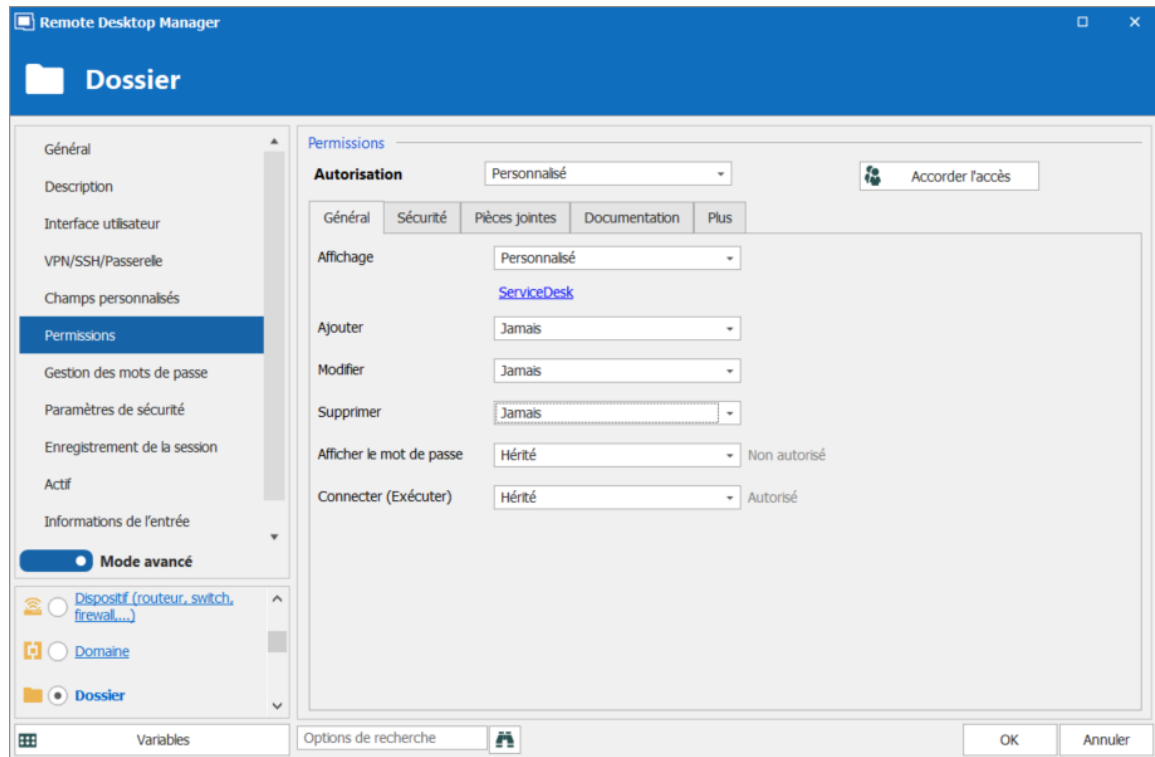 Remote Desktop Manager
Dossier
Général
Description
Interface utilisateur
VPN/SSH/Passerelle
Champs personnalisés
Permissions
Gestion des mots de passe
Paramètres de sécurité
Enregistrement de la session
Actif
Informations de l'entrée
Mode avancé
Dispositif (routeur, switch,
firewall,...)
Domaine
Dossier
Variables
Permissions
Autorisation Personnalisé Accorder l'accès
Général Sécurité Pièces jointes Documentation Plus
Affichage Personnalisé
ServiceDesk
Ajouter Jamais
Modifier Jamais
Supprimer Jamais
Afficher le mot de passe Hérité Non autorisé
Connecter (Exécuter) Hérité Autorisé
Options de recherche
OK Annuler